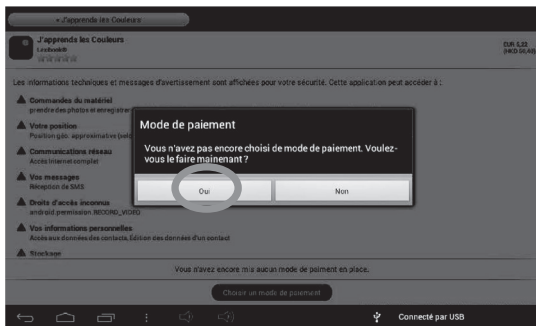 « J'apprends les Couleurs
J'apprends les Couleurs
Lexibook®
EUR 5,22
Les informations techniques et messages d'avertissement sont affichées pour votre sécurité. Cette application peut accéder à :
Commandes du matériel
prendre des photos et enregistrer
Votre position
Position géo. approximative
Communications réseau
Accès Internet complet
Vos messages
Réception de SMS
Droits d'accès inconnus
android.permission.RECORD_VIDEO
Vos informations personnelles
Accès aux données des contacts, Édition des données d'un contact
Stockage
Mode de paiement
Vous n'avez pas encore choisi de mode de paiement. Voulez-
vous le faire mainenant ?
Oui
Non
Vous n'avez encore mis aucun mode de paiment en place.
Choisir un mode de paiement
Connecté par USB